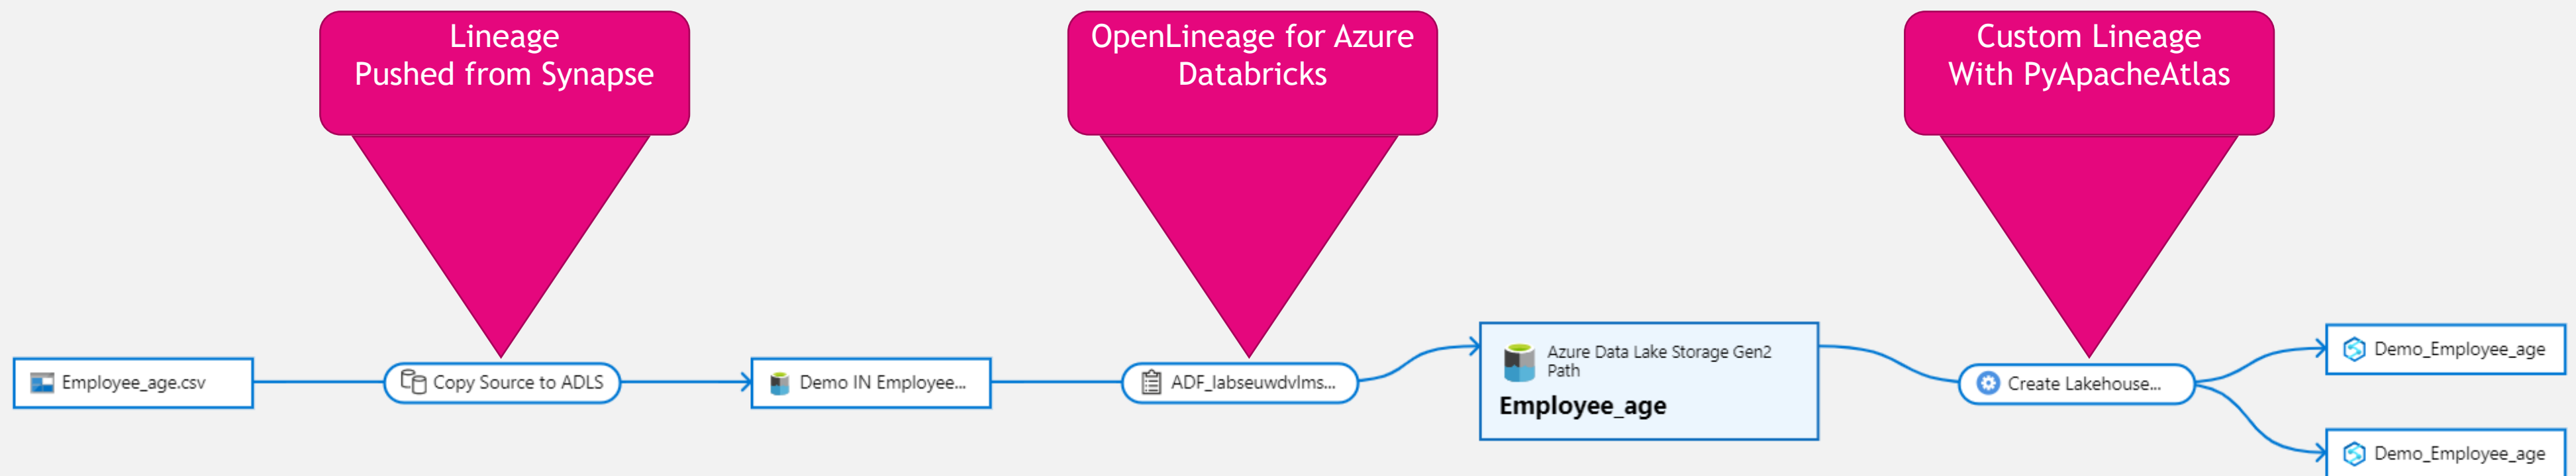 Lineage
Pushed from Synapse
OpenLineage for Azure
Databricks
Custom Lineage
With PyApacheAtlas
Employee_age.csv
Copy Source to ADLS
Demo IN Employee...
ADF_labseuwdvlms...
Azure Data Lake Storage Gen2
Path
Employee_age
Create Lakehouse...
Demo_Employee_age
Demo_Employee_age